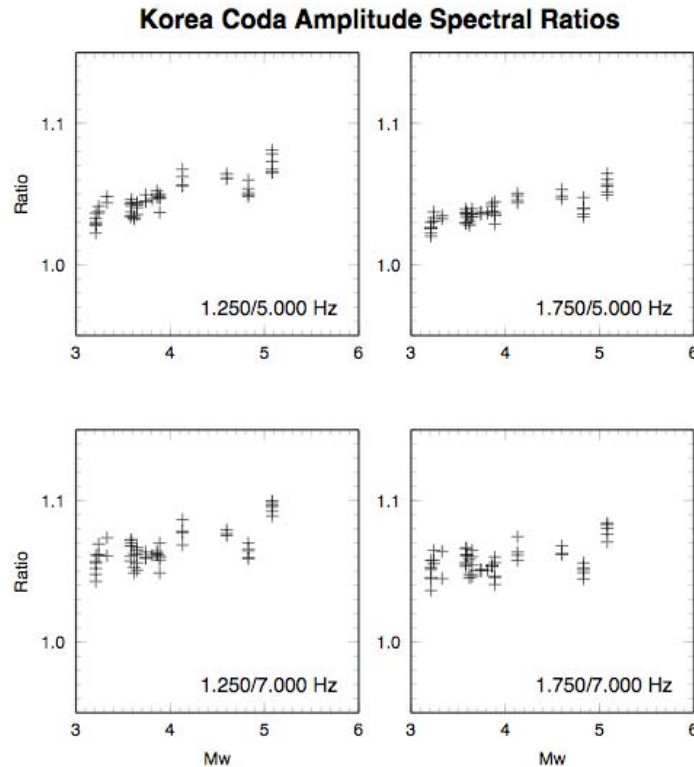 Korea Coda Amplitude Spectral Ratios
1.1
1.0
Ratio
1.250/5.000 Hz
3 4 5 6
1.1
1.0
1.750/5.000 Hz
3 4 5 6
1.1
1.0
Ratio
1.250/7.000 Hz
3 4 5 6
Mw
1.1
1.0
1.750/7.000 Hz
3 4 5 6
Mw